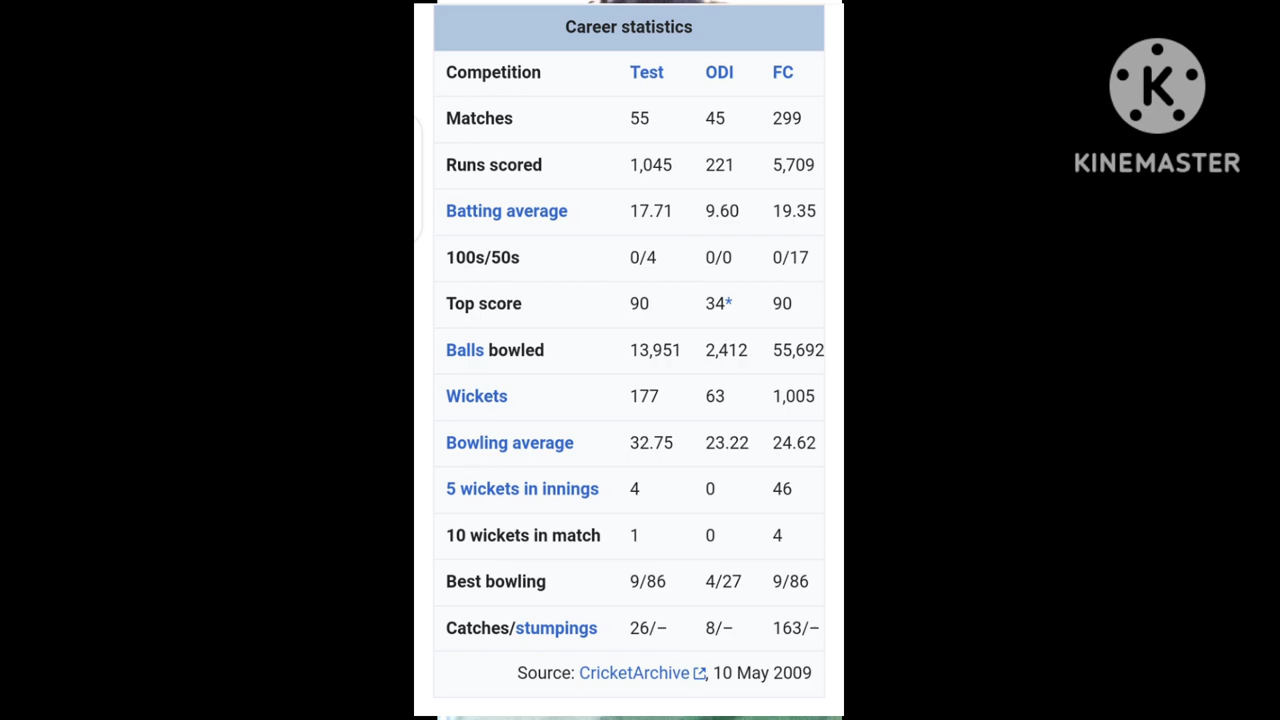 Career statistics
Competition Test ODI FC
Matches 55 45 299
Runs scored 1,045 221 5,709
Batting average 17.71 9.60 19.35
100s/50s 0/4 0/0 0/17
Top score 90 34* 90
Balls bowled 13,951 2,412 55,692
Wickets 177 63 1,005
Bowling average 32.75 23.22 24.62
5 wickets in innings 4 0 46
10 wickets in match 1 0 4
Best bowling 9/86 4/27 9/86
Catches/stumpings 26/– 8/– 163/–
Source: CricketArchive, 10 May 2009
K
KINEMASTER